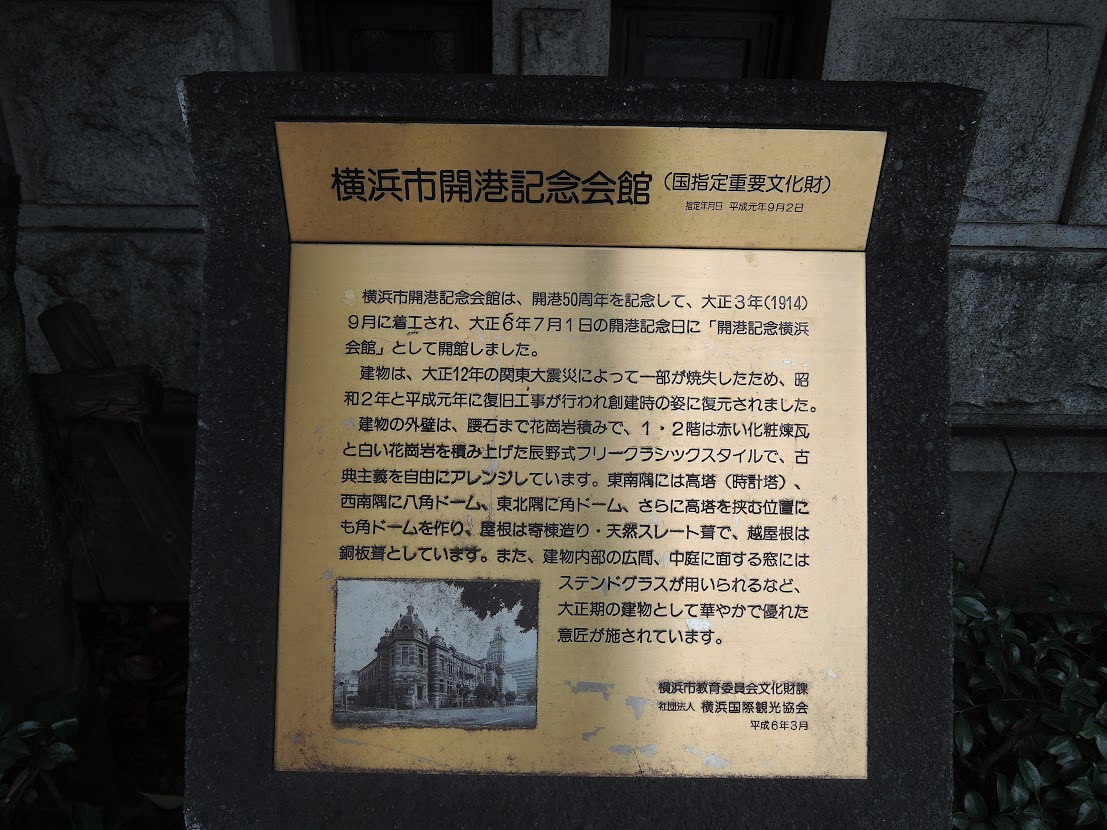 横浜市開港記念会館（国指定重要文化財）
指定年月日 平成元年9月2日
横浜市開港記念会館は、開港50周年を記念して、大正３年(1914)
９月に着工され、大正６年７月１日の開港記念日に「開港記念横浜
会館」として開館しました。
建物は、大正12年の関東大震災によって一部が焼失したため、昭
和２年と平成元年に復旧工事が行われ創建時の姿に復元されました。
建物の外壁は、腰石まで花崗岩積みで、１・２階は赤い化粧煉瓦
と白い花崗岩を積み上げた辰野式フリークラシックスタイルで、古
典主義を自由にアレンジしています。東南隅には高塔（時計塔）、
西南隅に八角ドーム、東北隅に角ドーム、さらに高塔を挟む位置に
も角ドームを作り、屋根は寄棟造り・天然スレート葺で、越屋根は
銅板葺としています。また、建物内部の広間、中庭に面する窓には
ステンドグラスが用いられるなど、
大正期の建物として華やかで優れた
意匠が施されています。
横浜市教育委員会文化財課
社団法人 横浜国際観光協会
平成６年３月